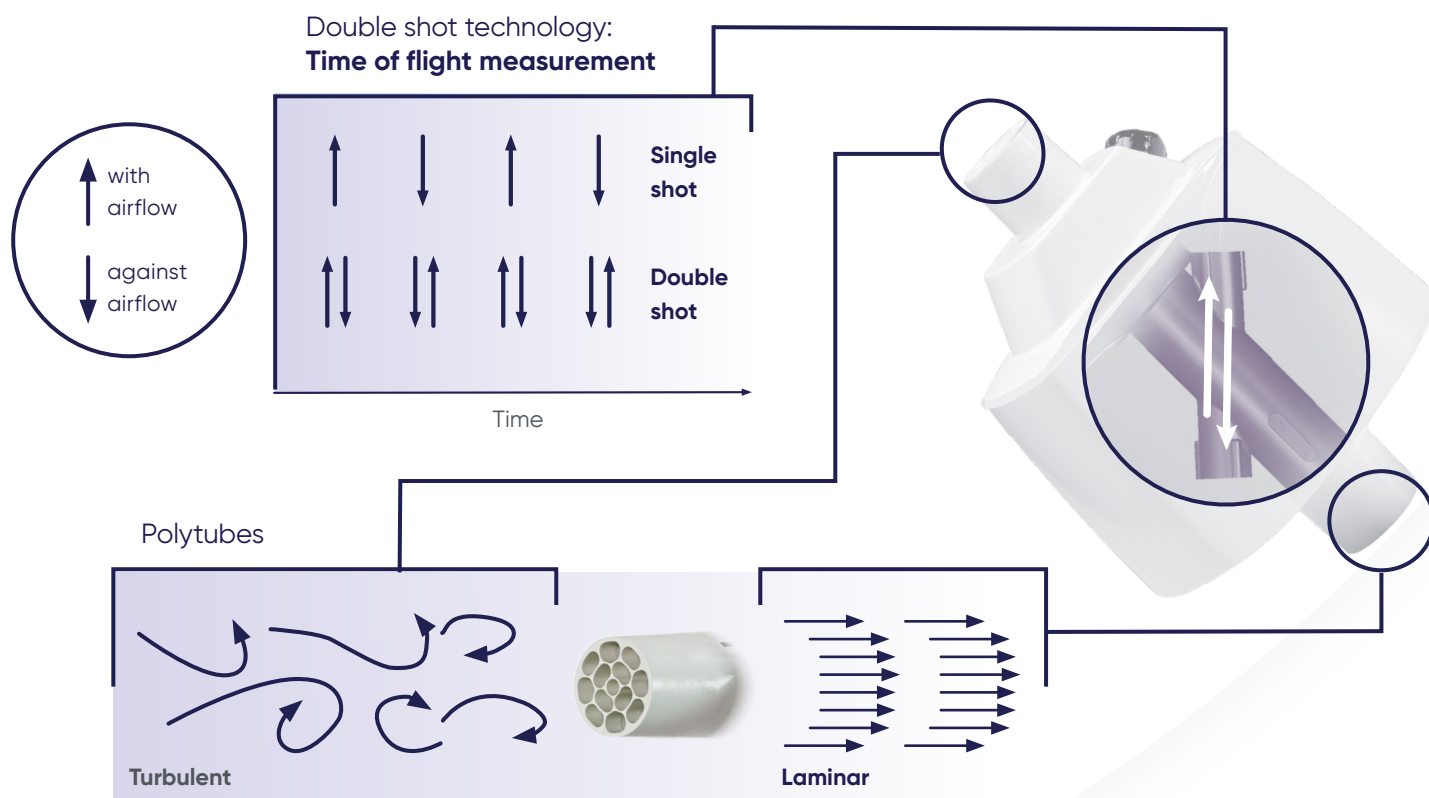 Double shot technology:
Time of flight measurement
with
airflow
against
airflow
Single
shot
Double
shot
Time
Polytubes
Turbulent
Laminar